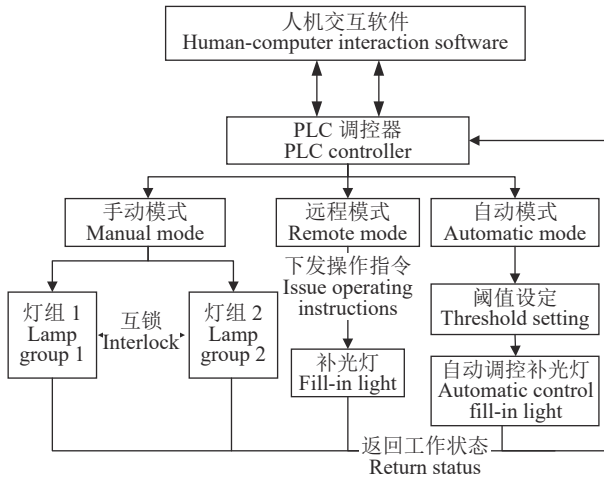 人机交互软件
Human-computer interaction software
PLC 调控器
PLC controller
手动模式
Manual mode
远程模式
Remote mode
自动模式
Automatic mode
下发操作指令
Issue operating
instructions
灯组 1
Lamp
group 1
互锁
Interlock
灯组 2
Lamp
group 2
阈值设定
Threshold setting
补光灯
Fill-in light
自动调控补光灯
Automatic control
fill-in light
返回工作状态
Return status